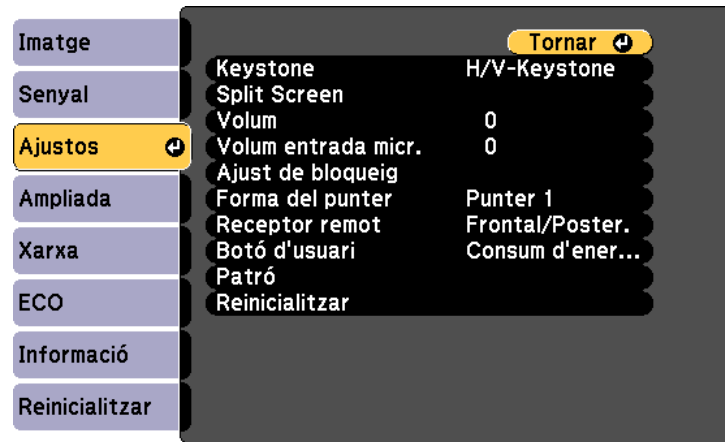 Imatge
Senyal
Ajustos
Ampliada
Xarxa
ECO
Informació
Reinicialitzar
Tornar
Keystone H/V-Keystone
Split Screen
Volum 0
Volum entrada micr. 0
Ajust de bloqueig
Forma del punter Punter 1
Receptor remot Frontal/Poster.
Botó d'usuari Consum d'ener...
Patró
Reinicialitzar